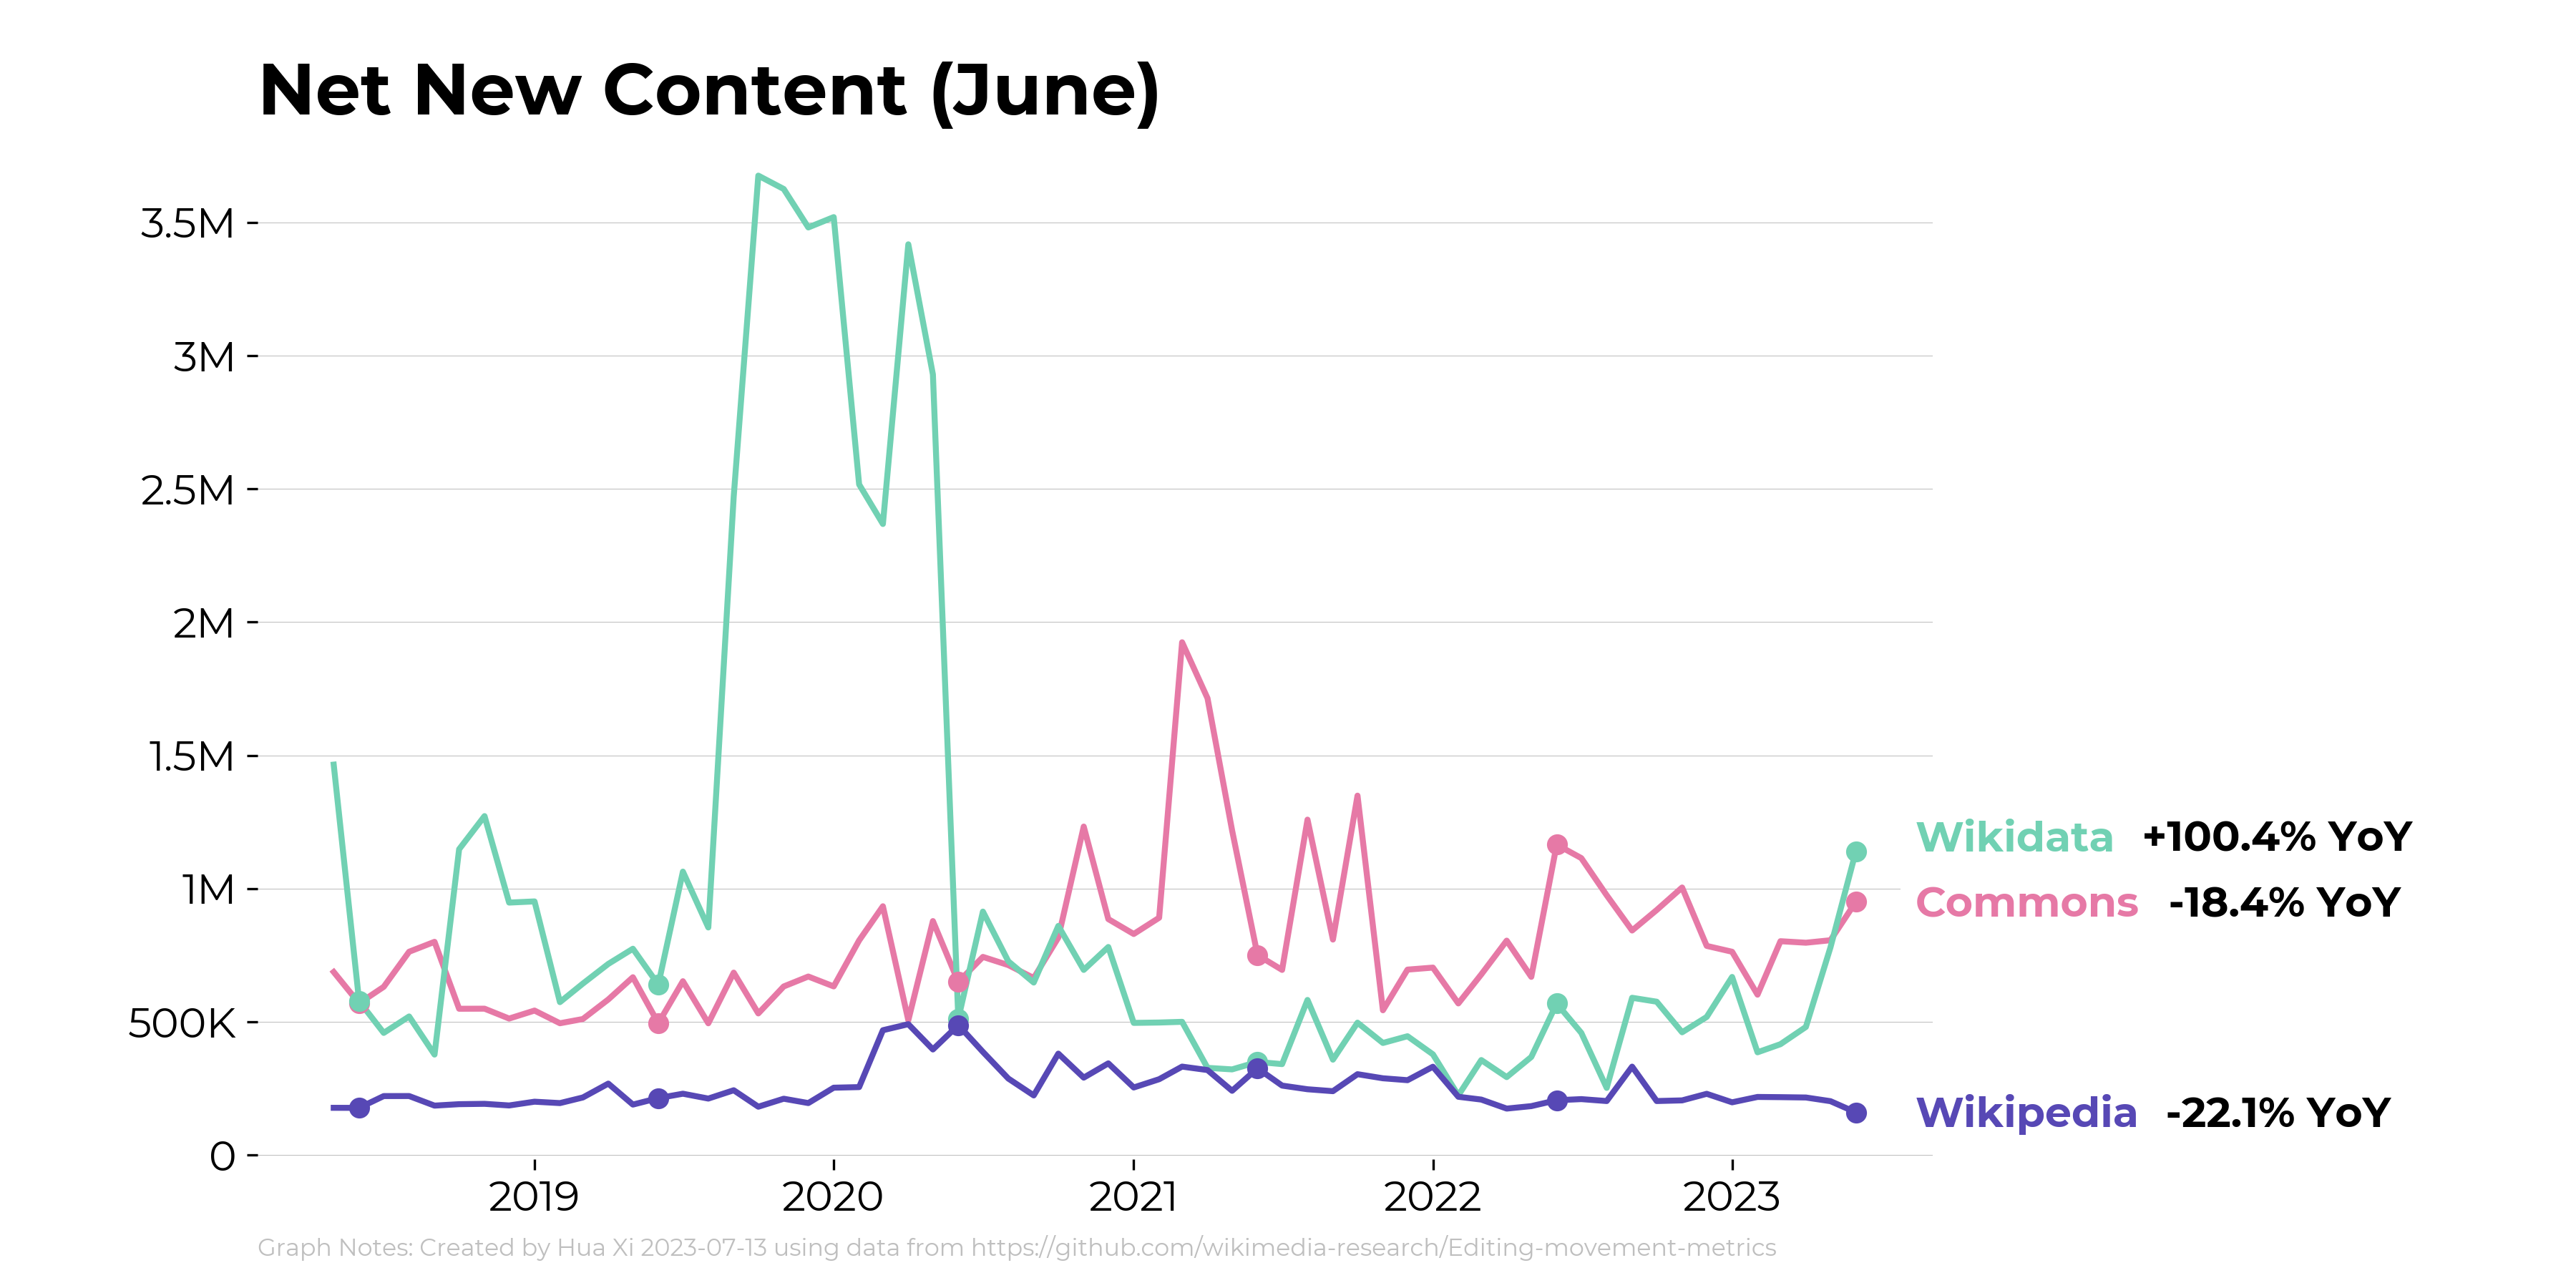 Net New Content (June)
3.5M
3M
2.5M
2M
1.5M
1M
500K
0
Wikidata +100.4% YoY
Commons -18.4% YoY
Wikipedia -22.1% YoY
2019 2020 2021 2022 2023
Graph Notes: Created by Hua Xi 2023-07-13 using data from https://github.com/wikimedia-research/Editing-movement-metrics